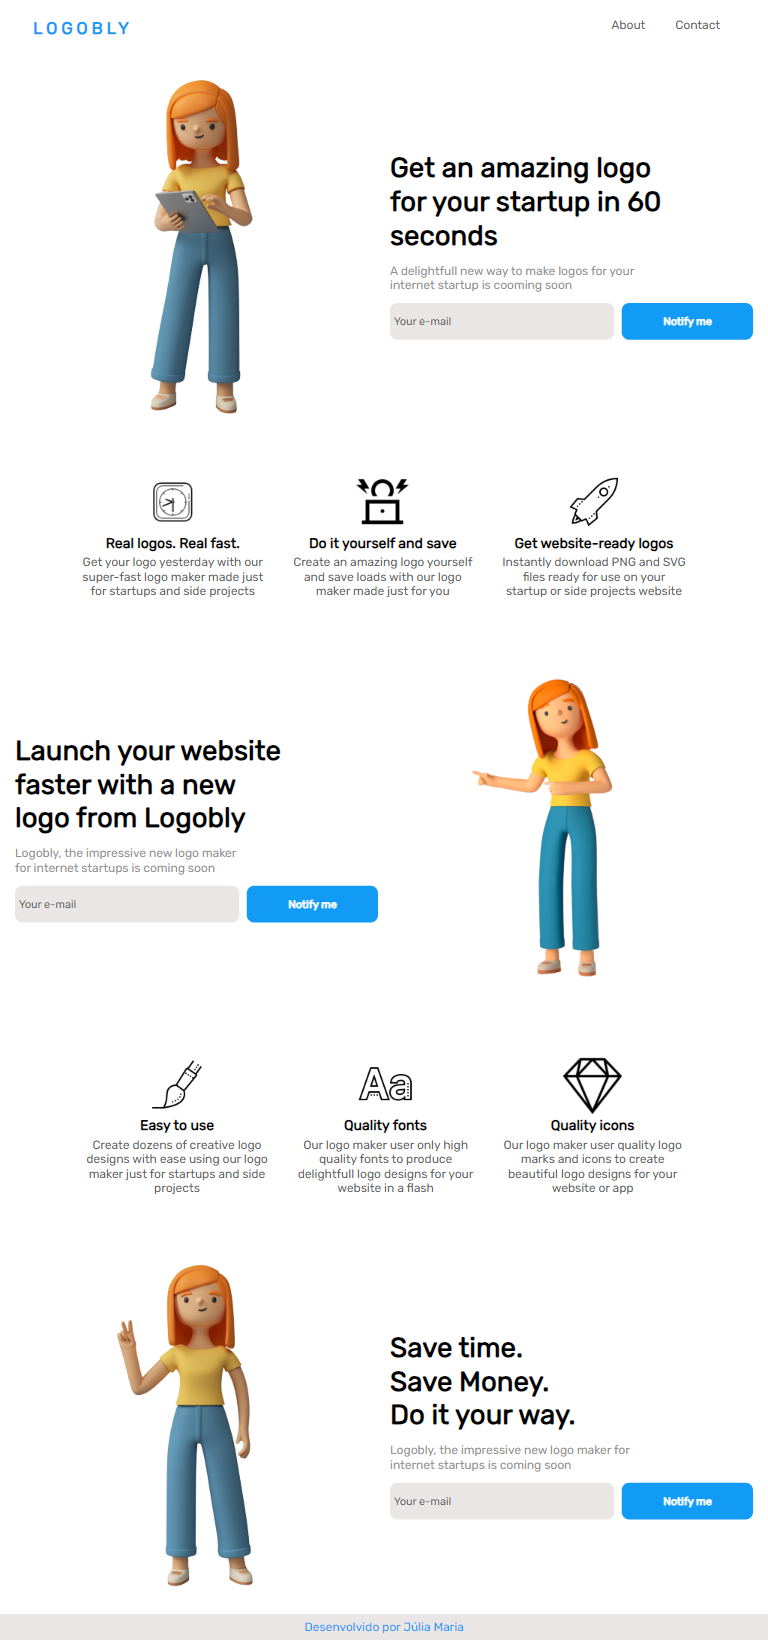 LOGOBLY
About
Contact
Get an amazing logo
for your startup in 60
seconds
A delightfull new way to make logos for your
internet startup is cooming soon
Your e-mail
Notify me
Real logos. Real fast.
Get your logo yesterday with our
super-fast logo maker made just
for startups and side projects
Do it yourself and save
Create an amazing logo yourself
and save loads with our logo
maker made just for you
Get website-ready logos
Instantly download PNG and SVG
files ready for use on your
startup or side projects website
Launch your website
faster with a new
logo from Logobly
Logobly, the impressive new logo maker
for internet startups is coming soon
Your e-mail
Notify me
Easy to use
Create dozens of creative logo
designs with ease using our logo
maker just for startups and side
projects
Aa
Quality fonts
Our logo maker user only high
quality fonts to produce
delightfull logo designs for your
website in a flash
Quality icons
Our logo maker user quality logo
marks and icons to create
beautiful logo designs for your
website or app
Save time.
Save Money.
Do it your way.
Logobly, the impressive new logo maker for
internet startups is coming soon
Your e-mail
Notify me
Desenvolvido por Júlia Maria